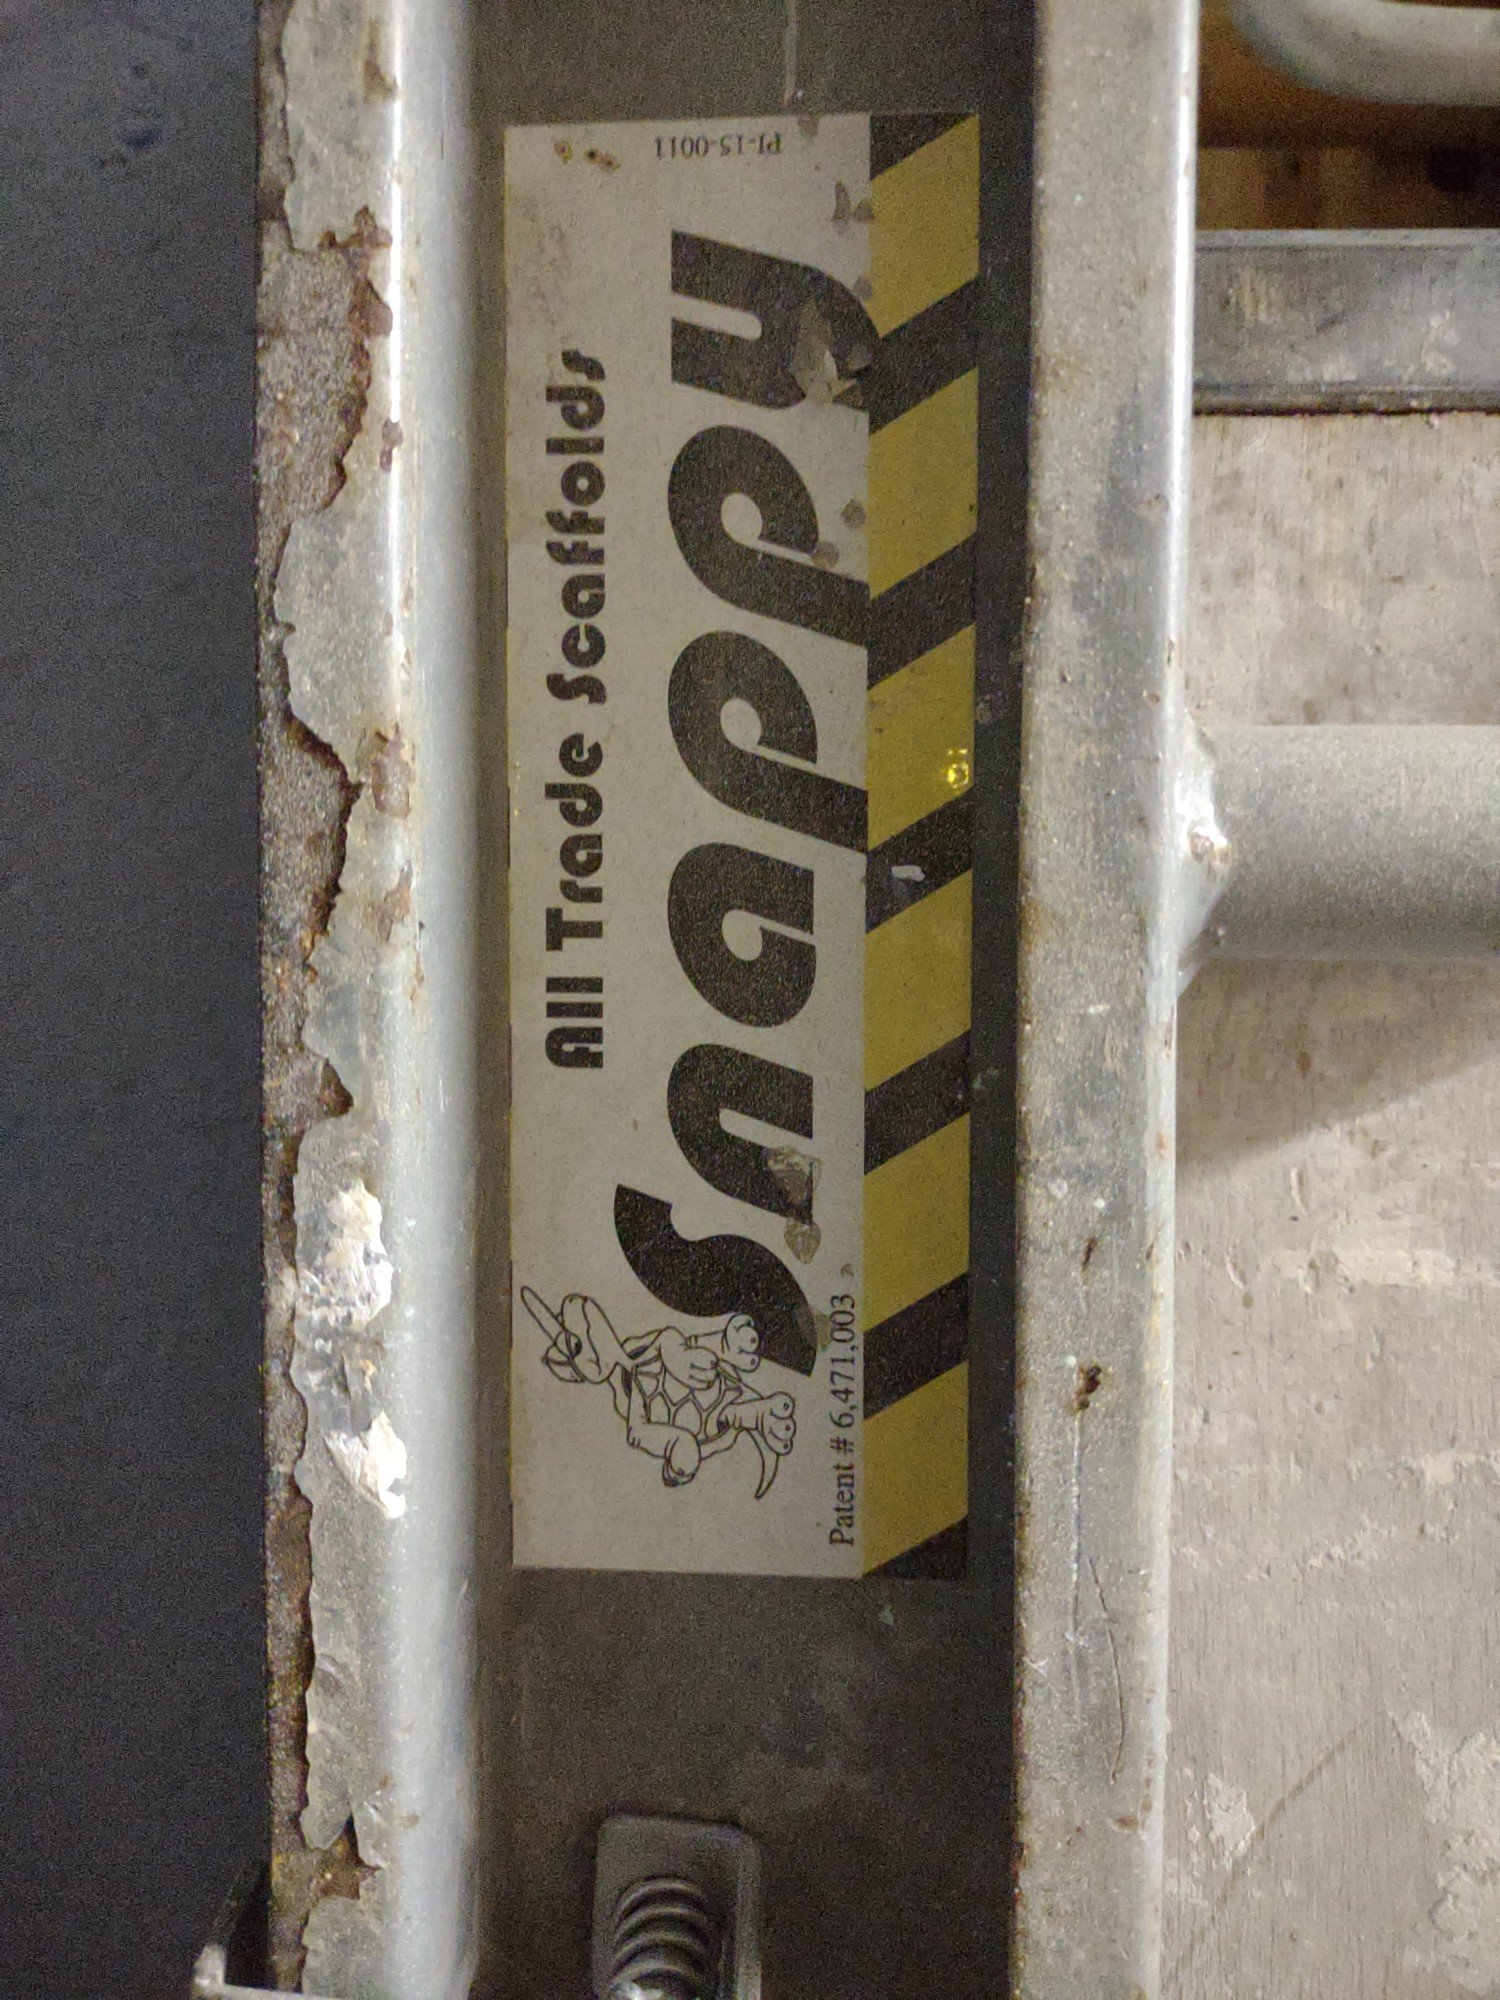 All Trade Scaffolds
Snappy
Patent # 6,471,003
PI-15-0011